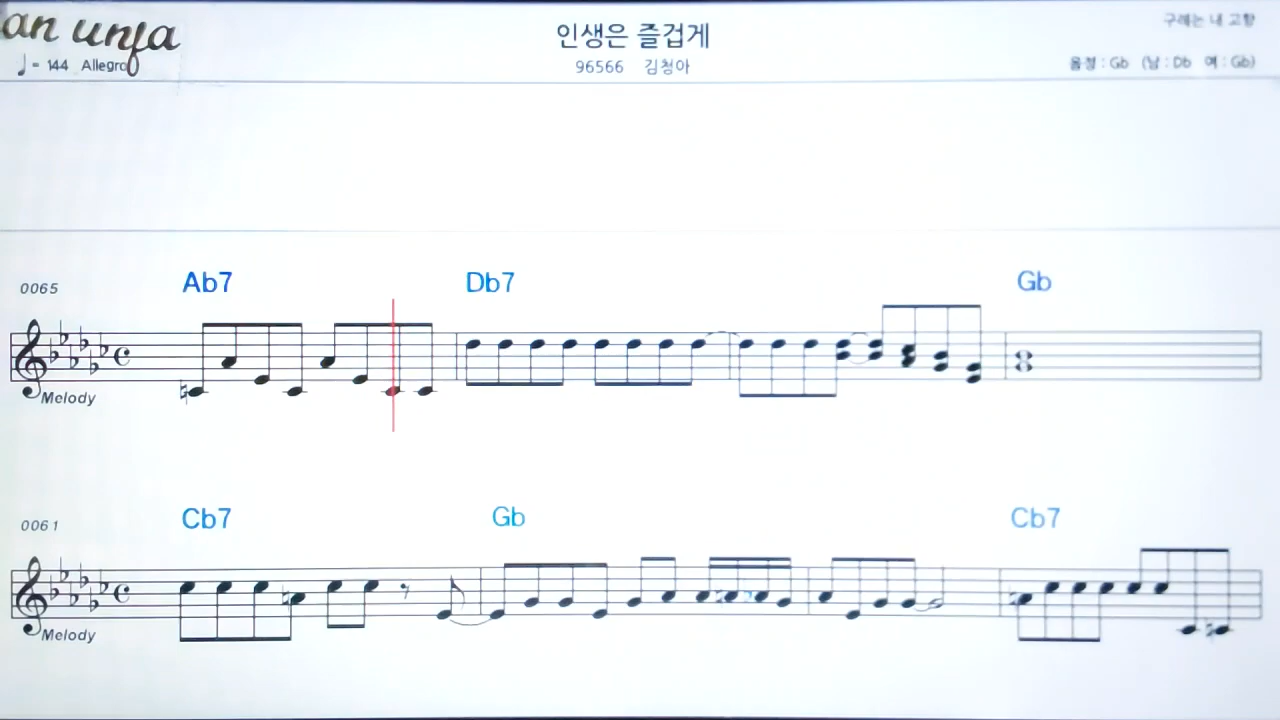 an unfa
구례는 내 고향
인생은 즐겁게
♩= 144 Allegro
96566 김청아
음정 : Gb (남 : Db 여 : Gb)
0065
Ab7 Db7 Gb
Melody
0061
Cb7 Gb Cb7
Melody